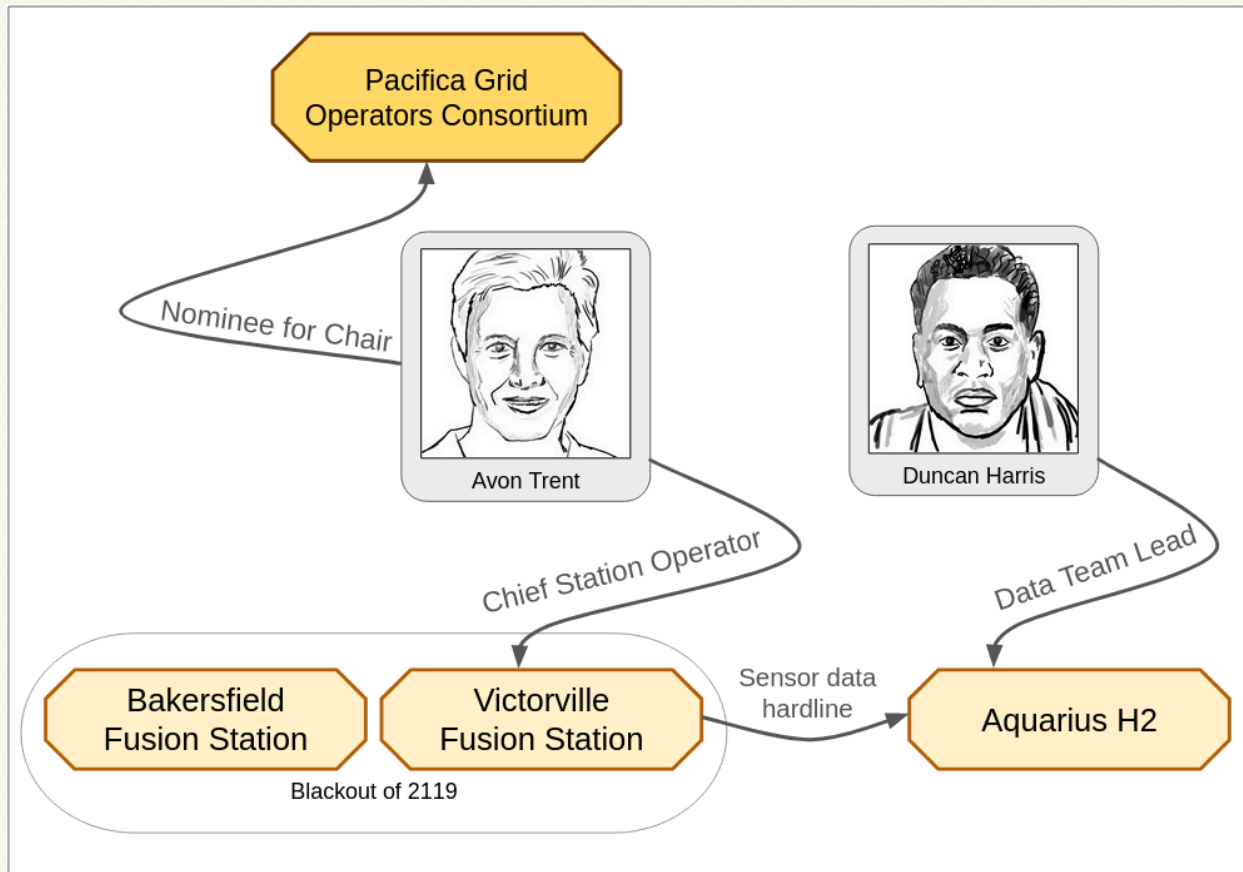 Pacifica Grid
Operators Consortium
Nominee for Chair
Avon Trent
Duncan Harris
Chief Station Operator
Data Team Lead
Bakersfield
Fusion Station
Victorville
Fusion Station
Sensor data
hardline
Aquarius H2
Blackout of 2119